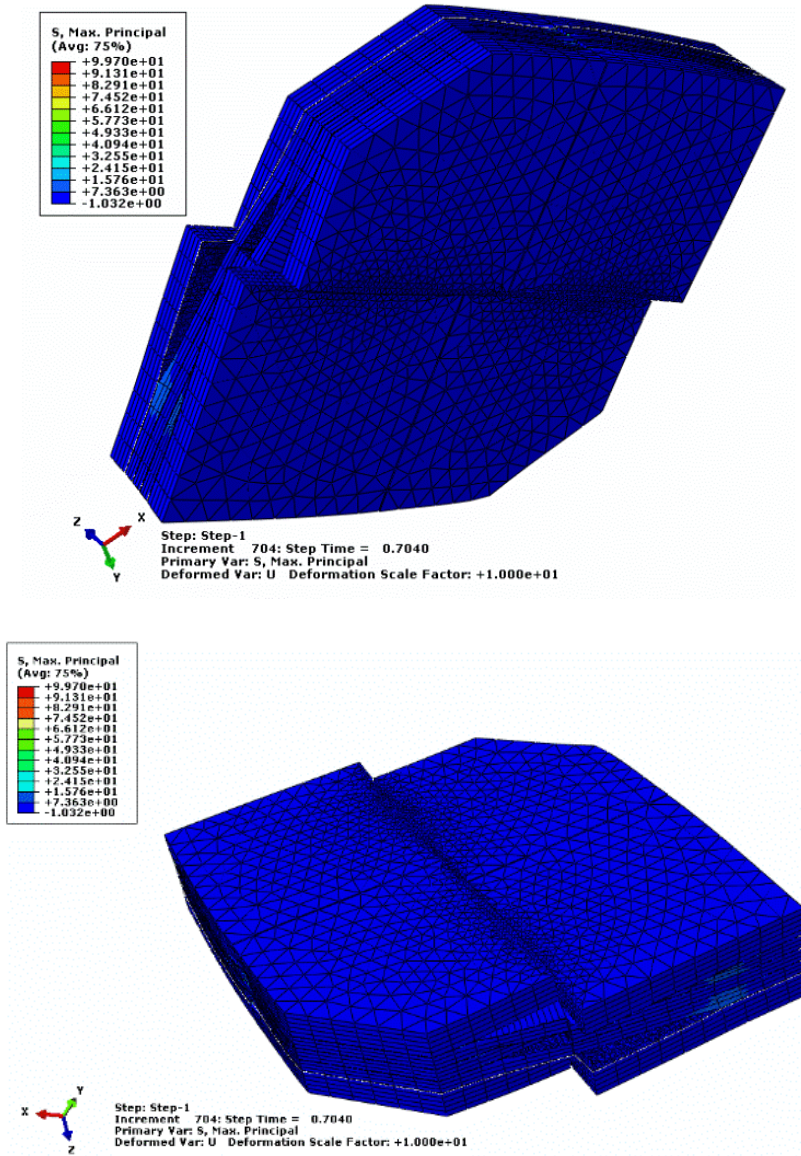 S, Max. Principal
(Avg: 75%)
+9.970e+01
+9.131e+01
+8.291e+01
+7.452e+01
+6.612e+01
+5.773e+01
+4.933e+01
+4.094e+01
+3.255e+01
+2.415e+01
+1.576e+01
+7.363e+00
-1.032e+00
Z
X
Y
Step: Step-1
Increment 704: Step Time = 0.7040
Primary Var: S, Max. Principal
Deformed Var: U Deformation Scale Factor: +1.000e+01
S, Max. Principal
(Avg: 75%)
+9.970e+01
+9.131e+01
+8.291e+01
+7.452e+01
+6.612e+01
+5.773e+01
+4.933e+01
+4.094e+01
+3.255e+01
+2.415e+01
+1.576e+01
+7.363e+00
-1.032e+00
Y
X
Z
Step: Step-1
Increment 704: Step Time = 0.7040
Primary Var: S, Max. Principal
Deformed Var: U Deformation Scale Factor: +1.000e+01